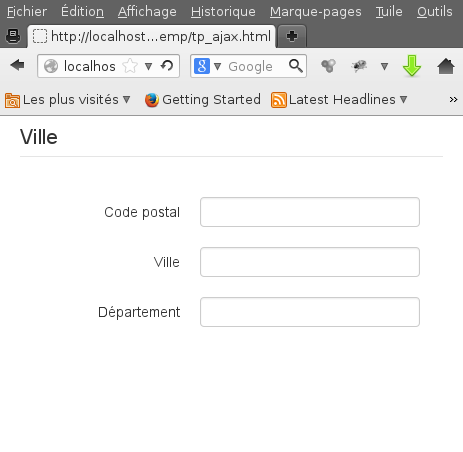 Fichier Édition Affichage Historique Marque-pages Tuile Outils
http://localhost...emp/tp_ajax.html
localhos Google
Les plus visités Getting Started Latest Headlines »
Ville
Code postal
Ville
Département